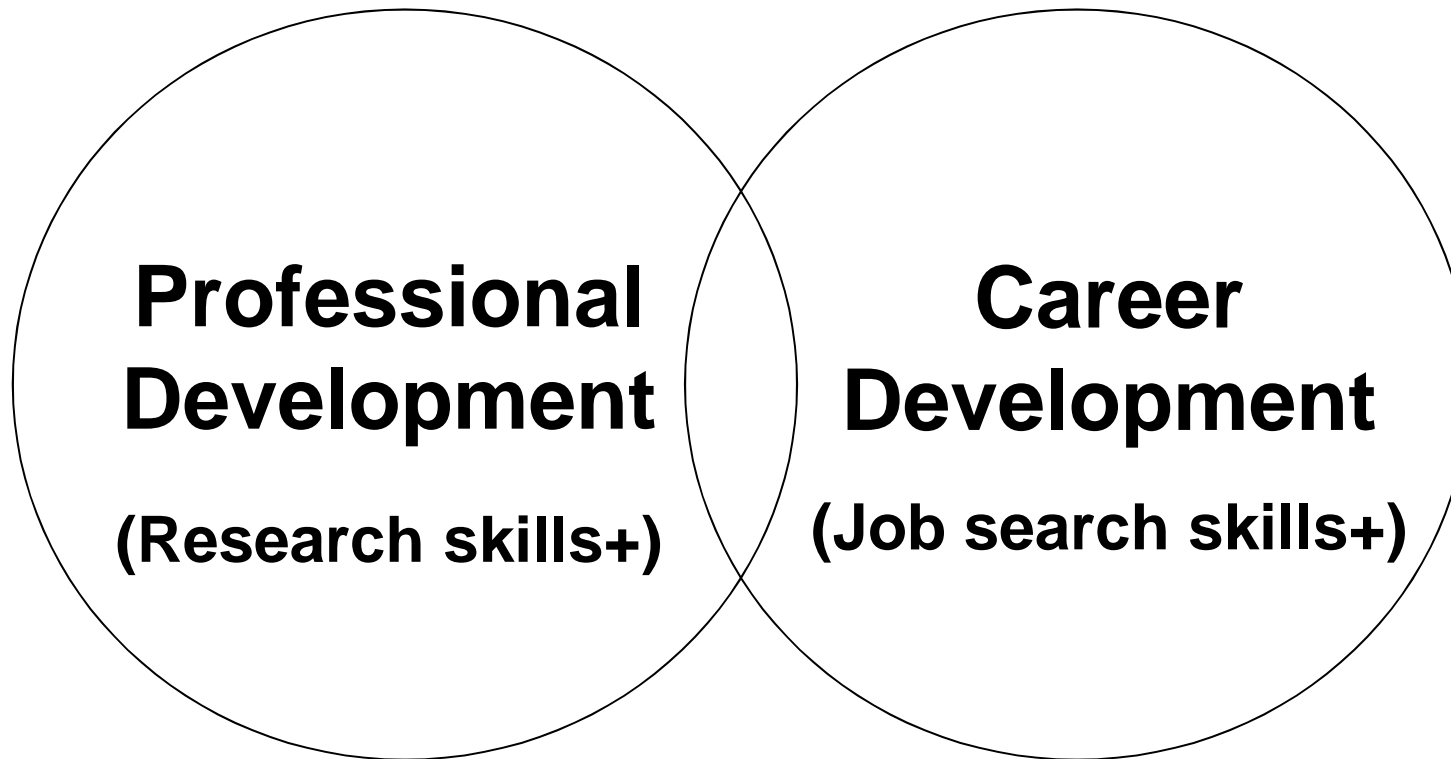 Professional
Development
(Research skills+)
Career
Development
(Job search skills+)